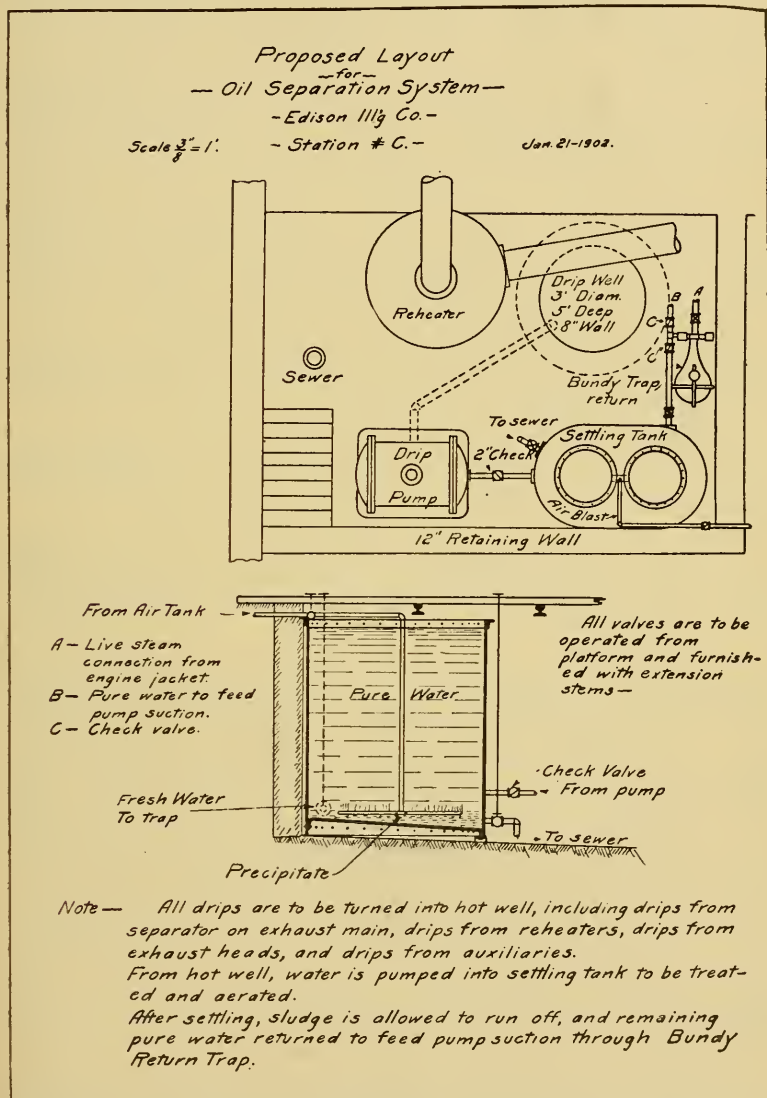 Proposed Layout
—for—
— Oil Separation System —
- Edison Ill'g Co. -
Scale 3/8" = 1'.
- Station # C. -
Jan. 21-1902.
Reheater
Drip Well
3' Diam.
5' Deep
8" Wall
B
A
C
C
Bundy Trap
return
Sewer
To sewer
Settling Tank
2" Check
Drip
Pump
Air Blast
12" Retaining Wall
From Air Tank
A — Live steam
connection from
engine jacket.
B — Pure water to feed
pump suction.
C — Check valve.
Pure Water
All valves are to be
operated from
platform and furnish-
ed with extension
stems —
Check Valve
From pump
Fresh Water
To trap
To sewer
Precipitate
Note — All drips are to be turned into hot well, including drips from
separator on exhaust main, drips from reheaters, drips from
exhaust heads, and drips from auxiliaries.
From hot well, water is pumped into settling tank to be treat-
ed and aerated.
After settling, sludge is allowed to run off, and remaining
pure water returned to feed pump suction through Bundy
Return Trap.